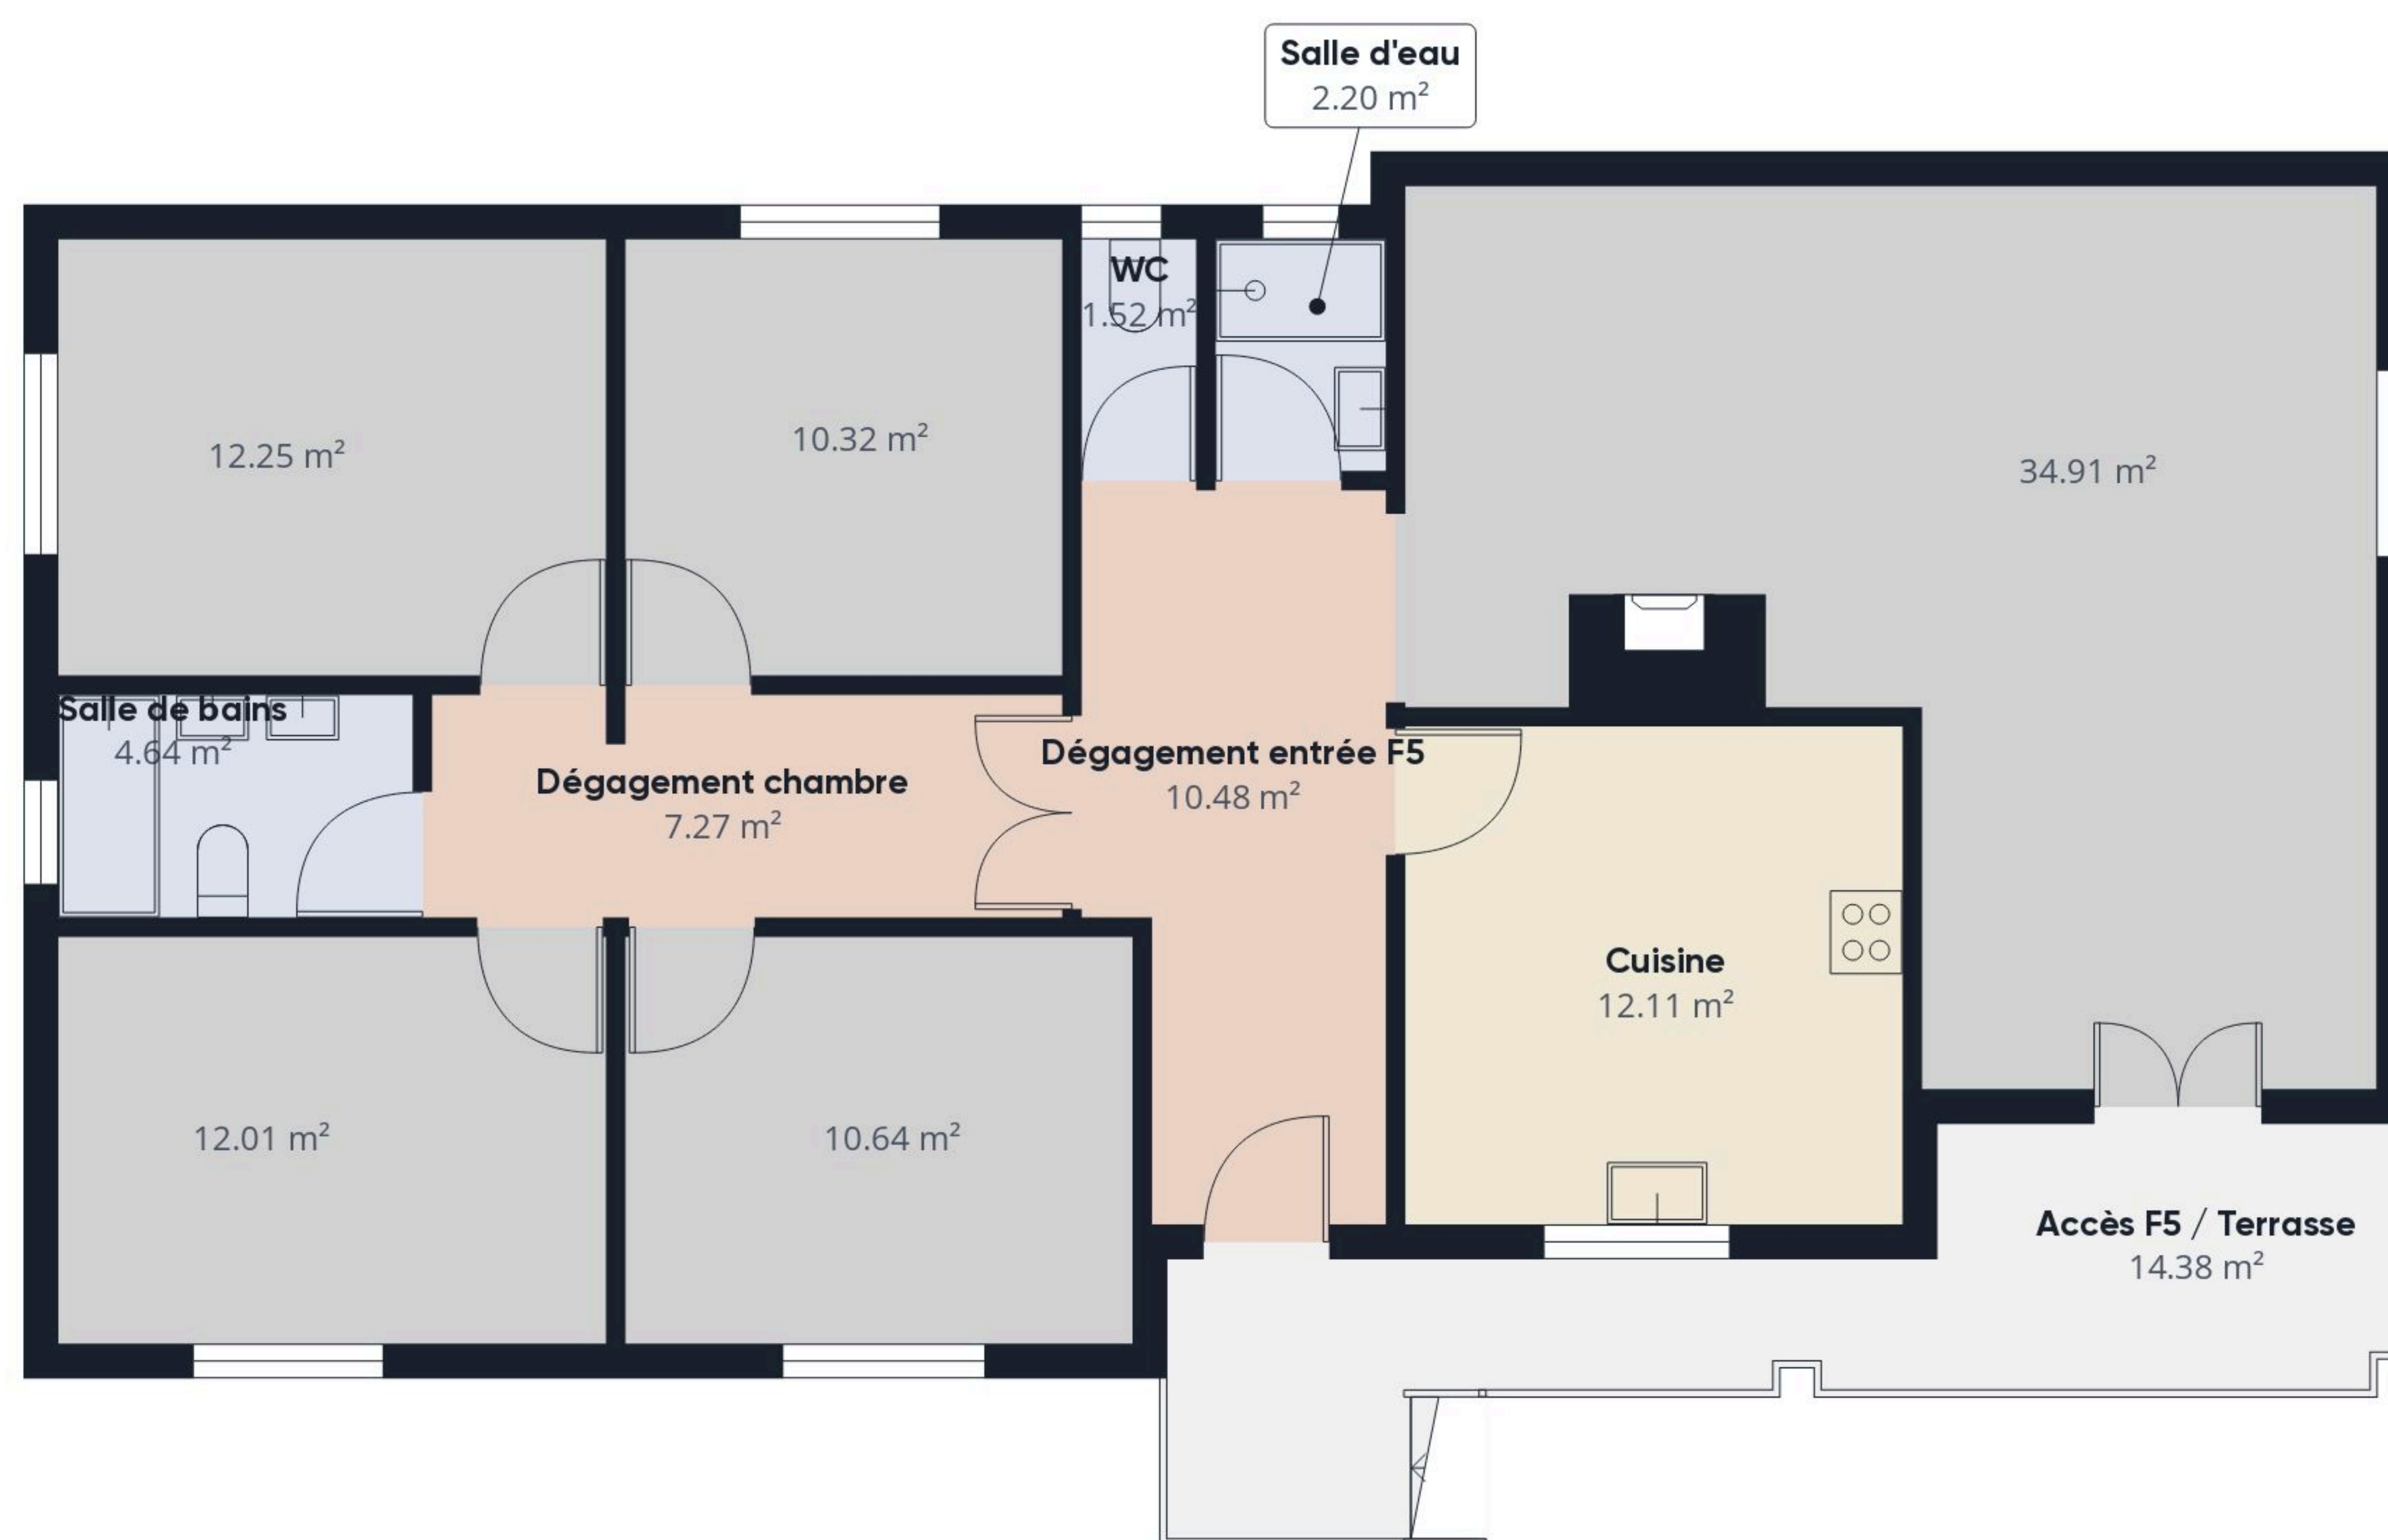 Salle d'eau
2.20 m²
WC
1.52 m²
12.25 m²
10.32 m²
34.91 m²
Salle de bains
4.64 m²
Dégagement chambre
7.27 m²
Dégagement entrée F5
10.48 m²
Cuisine
12.11 m²
12.01 m²
10.64 m²
Accès F5 / Terrasse
14.38 m²